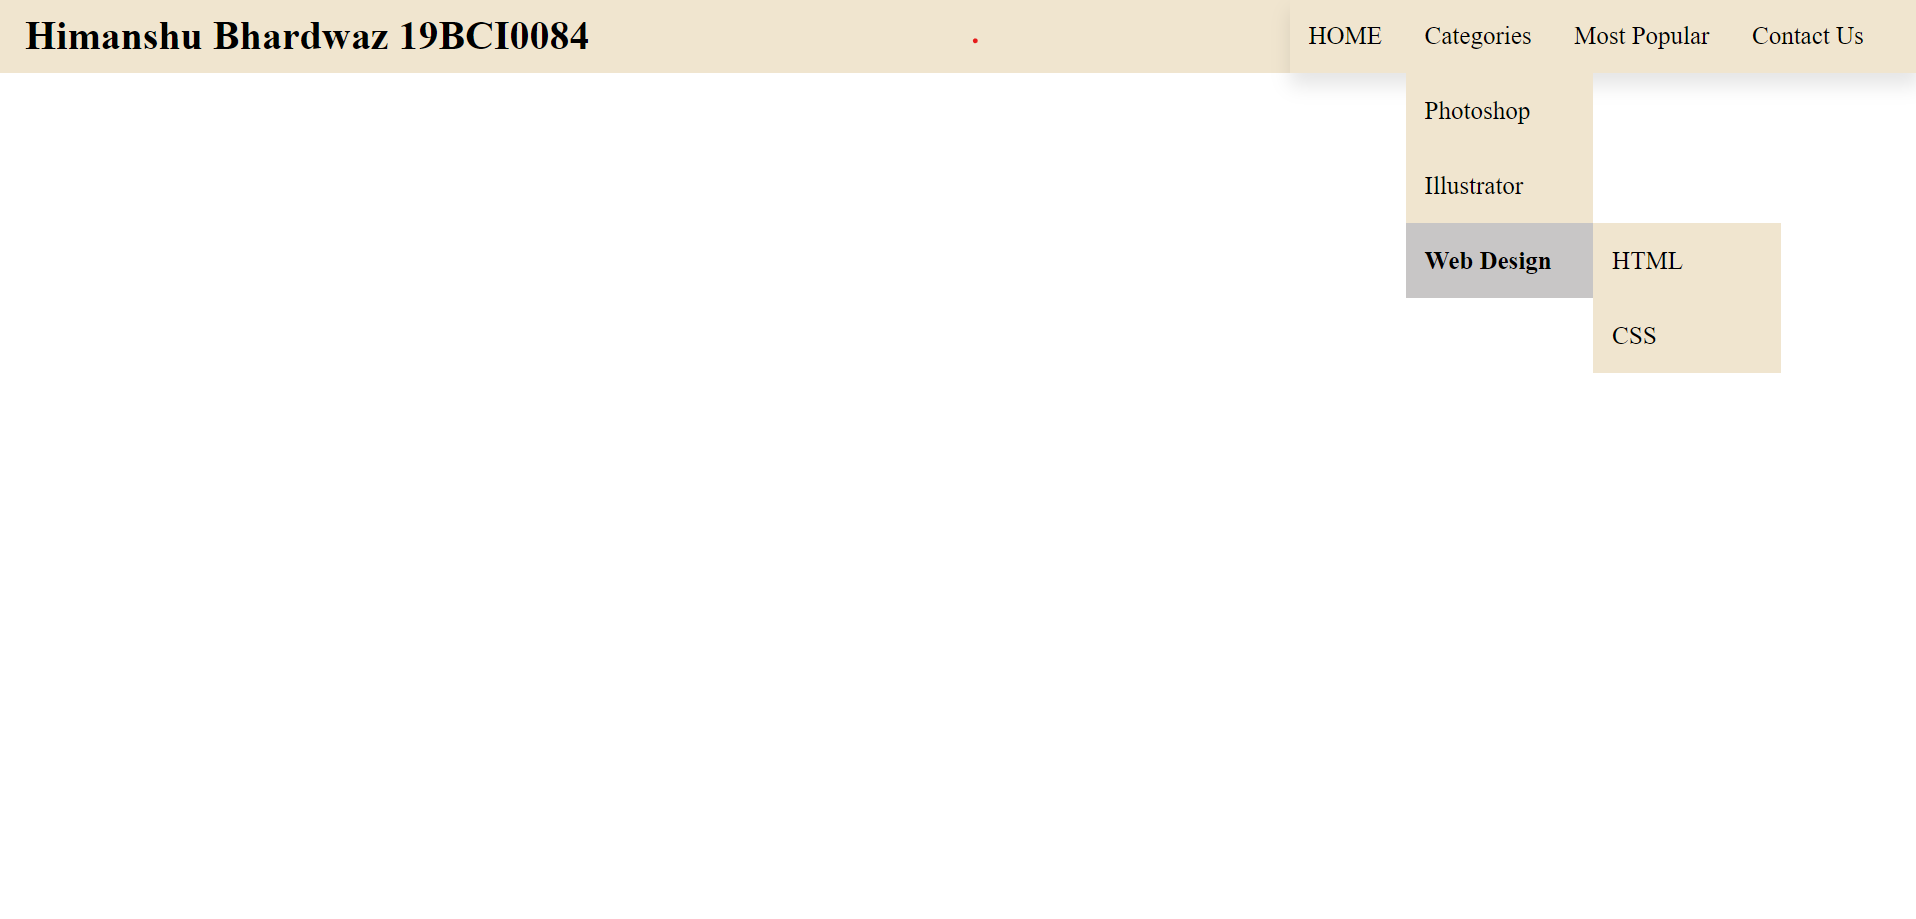 Himanshu Bhardwaz 19BCI0084
HOME Categories Most Popular Contact Us
Photoshop
Illustrator
Web Design HTML
CSS